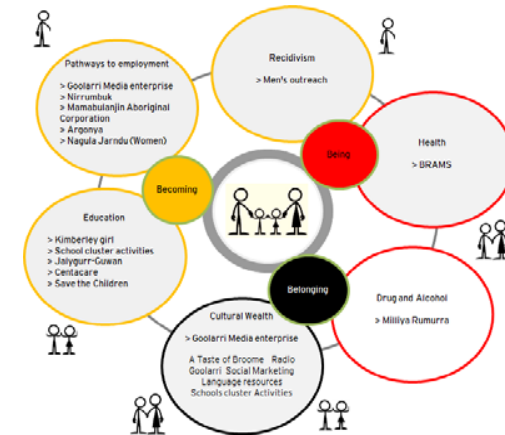 Recidivism
> Men's outreach
Pathways to employment
> Goolarri Media enterprise
> Nirrumbuk
> Mamabulanjin Aboriginal
Corporation
> Arqonya
> Nagula Jarndu (Women)
Being
Health
> BRAMS
Becoming
Education
> Kimberley girl
> School cluster activities
> Jalygurr-Guwan
> Centacare
> Save the Children
Belonging
Drug and Alcohol
> Milliya Rumurra
Cultural Wealth
> Goolarri Media enterprise
A Taste of Broome Radio
Goolarri Social Marketing
Language resources
Schools cluster Activities